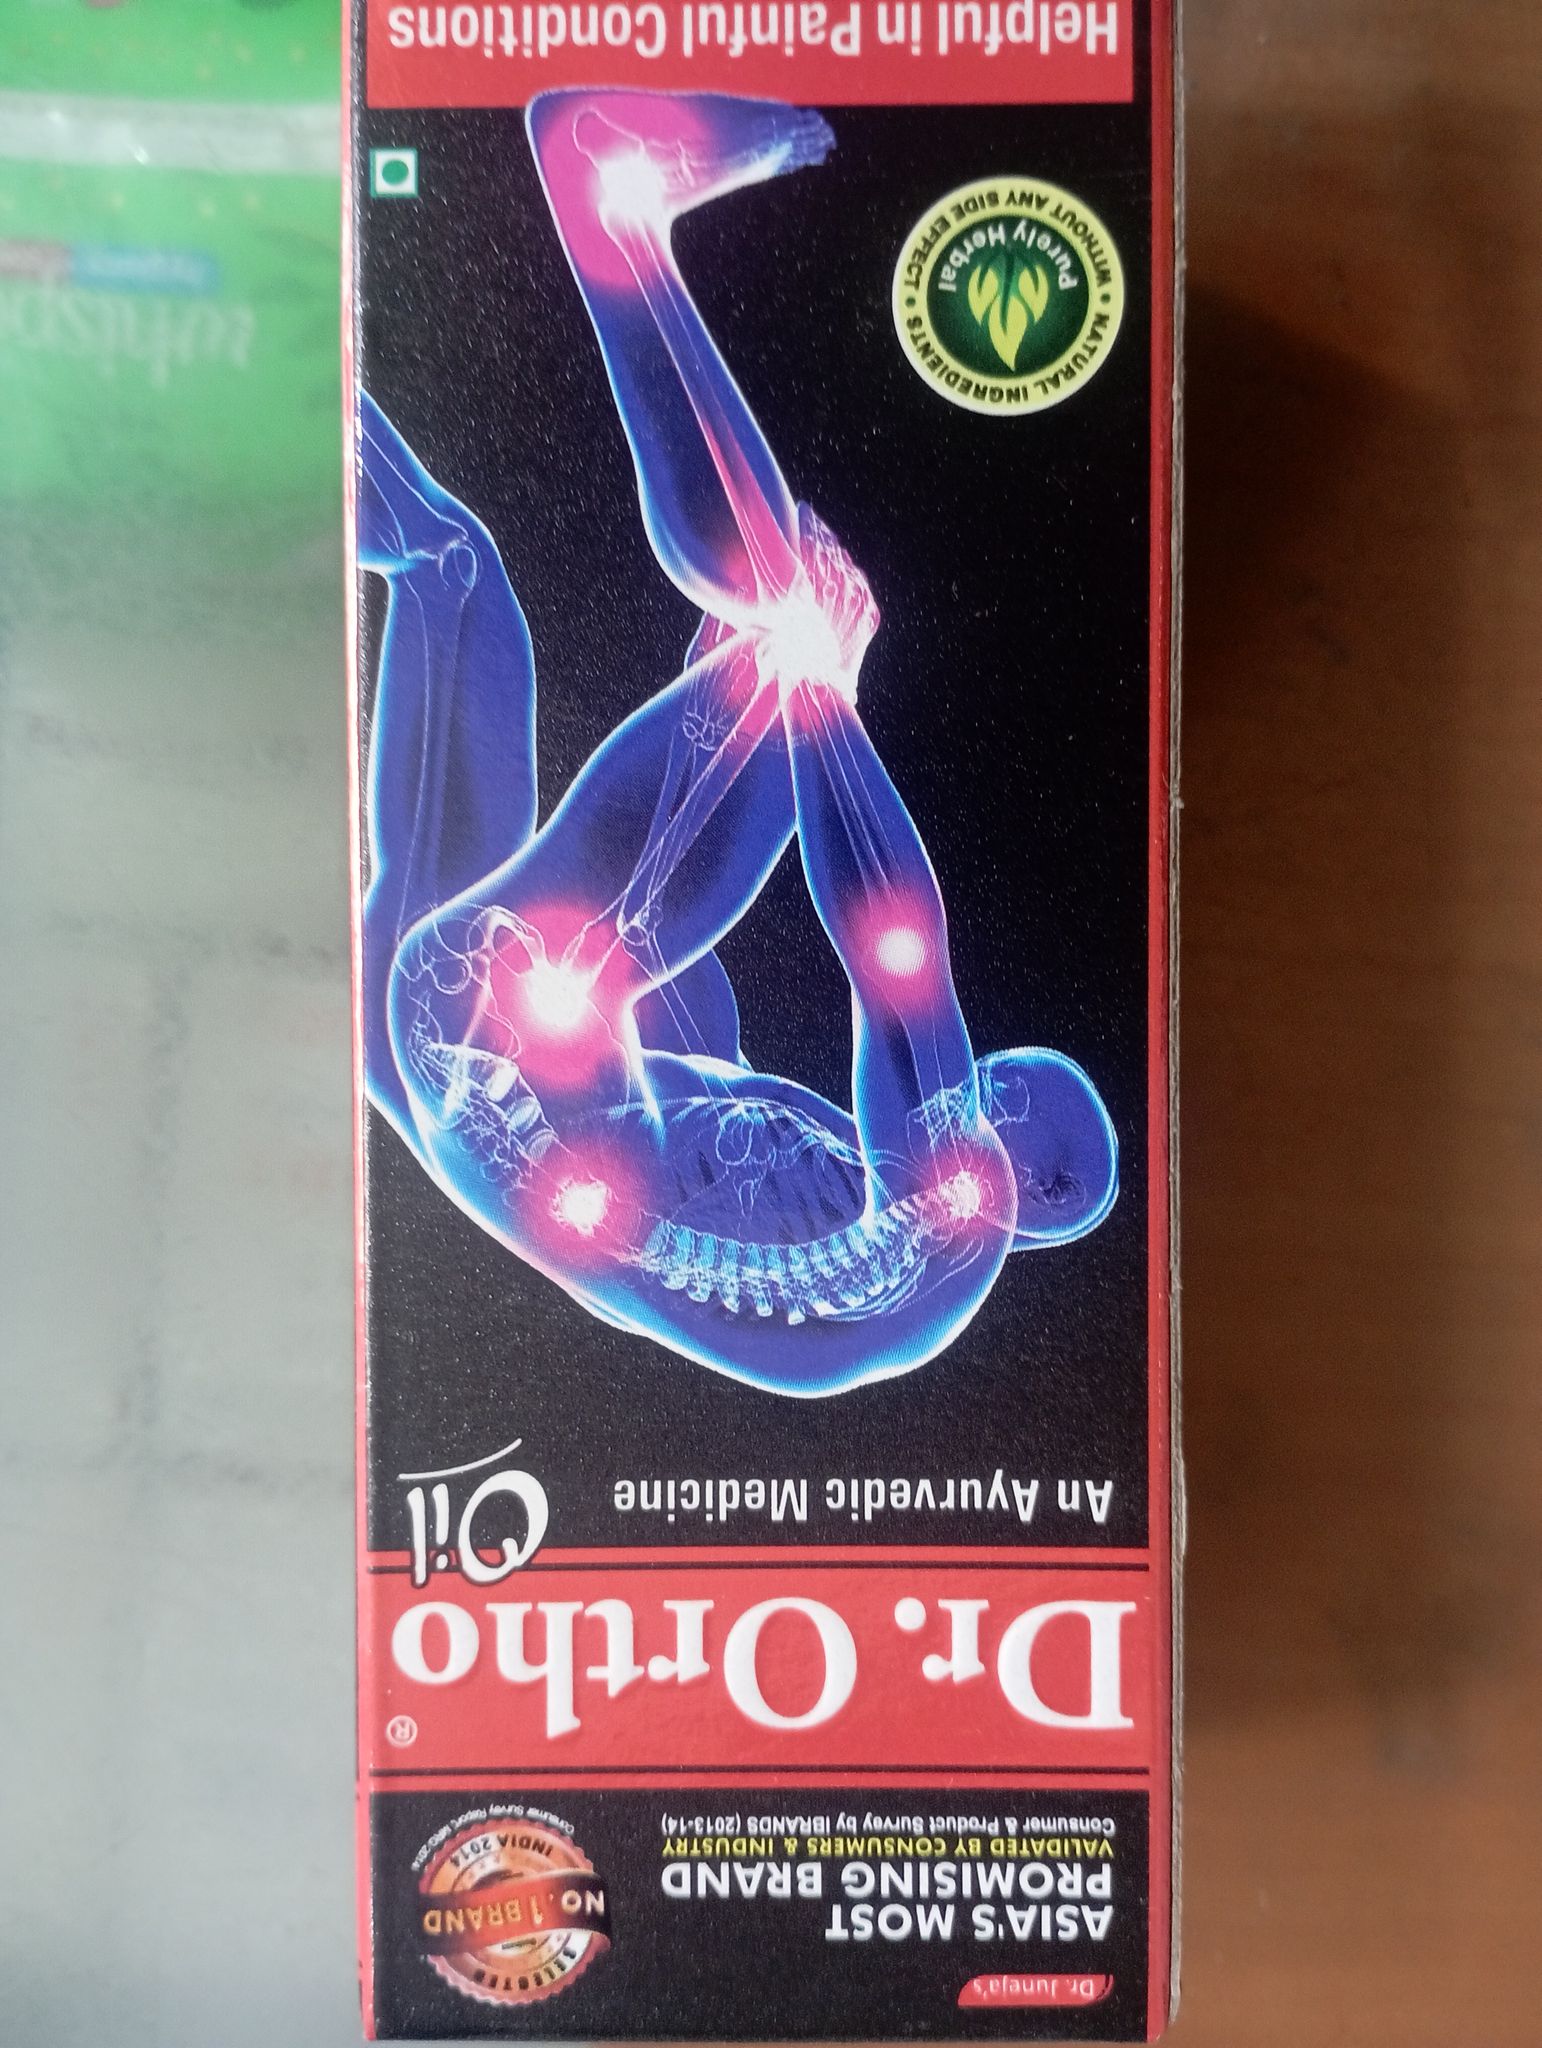 Dr. Juneja's
ASIA'S MOST
PROMISING BRAND
VALIDATED BY CONSUMERS & INDUSTRY
Consumer & Product Survey by IBRANDS (2013-14)
SELECTED
NO. 1 BRAND
INDIA 2014
Dr. Ortho®
Oil
An Ayurvedic Medicine
• NATURAL INGREDIENTS • WITHOUT ANY SIDE EFFECT
Purely Herbal
Helpful in Painful Conditions
whisper